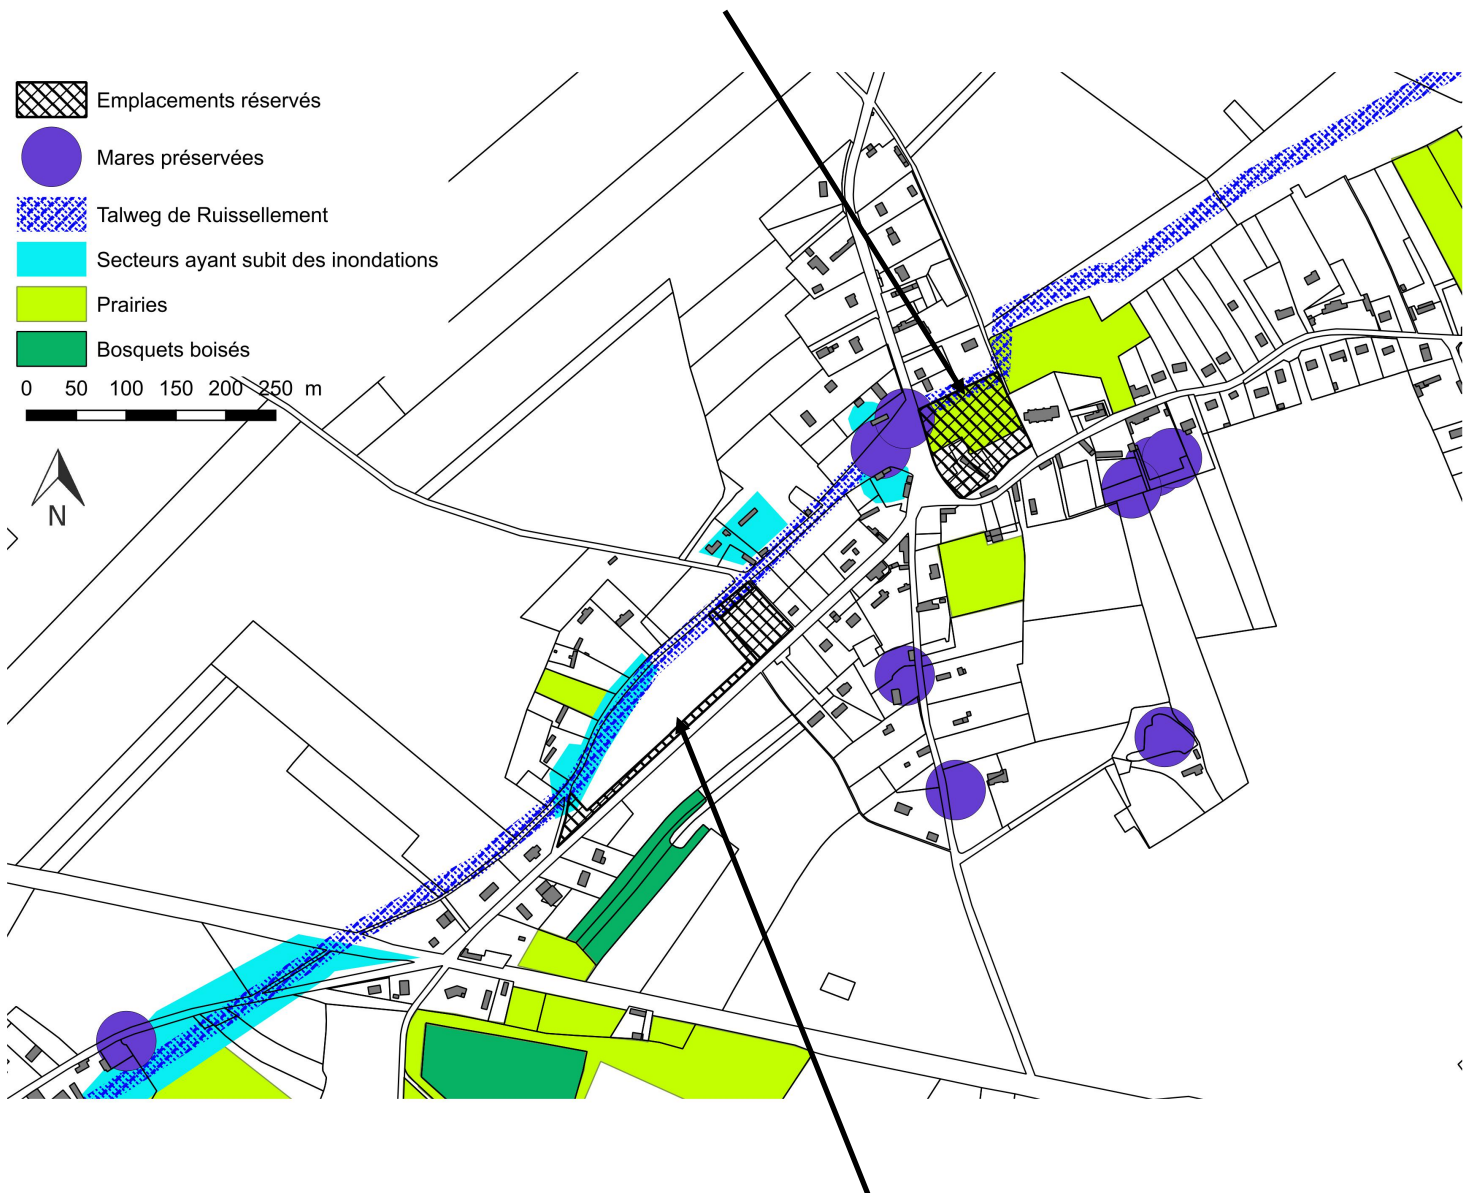 Emplacements réservés
Mares préservées
Talweg de Ruissellement
Secteurs ayant subit des inondations
Prairies
Bosquets boisés
0 50 100 150 200 250 m
N